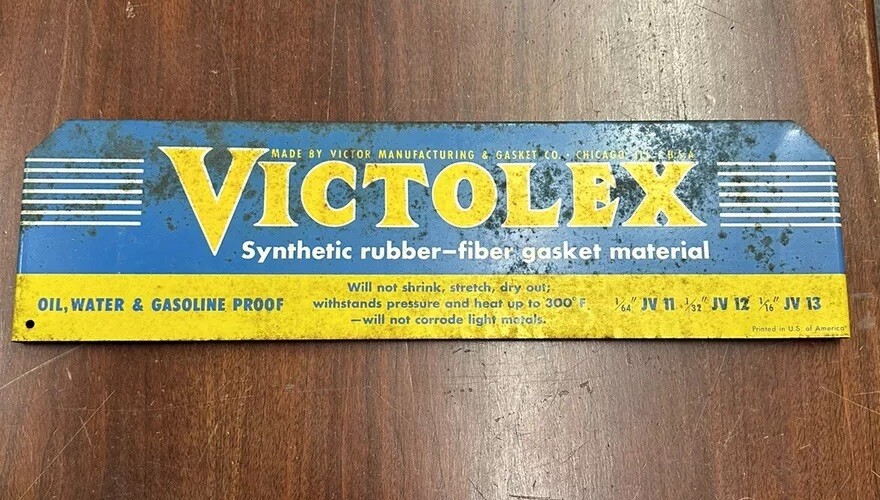 MADE BY VICTOR MANUFACTURING & GASKET CO. · CHICAGO, ILL., U.S.A.
VICTOLEX
Synthetic rubber—fiber gasket material
OIL, WATER & GASOLINE PROOF
Will not shrink, stretch, dry out;
withstands pressure and heat up to 300° F.
—will not corrode light metals.
1/64" JV 11 1/32" JV 12 1/16" JV 13
Printed in U.S. of America